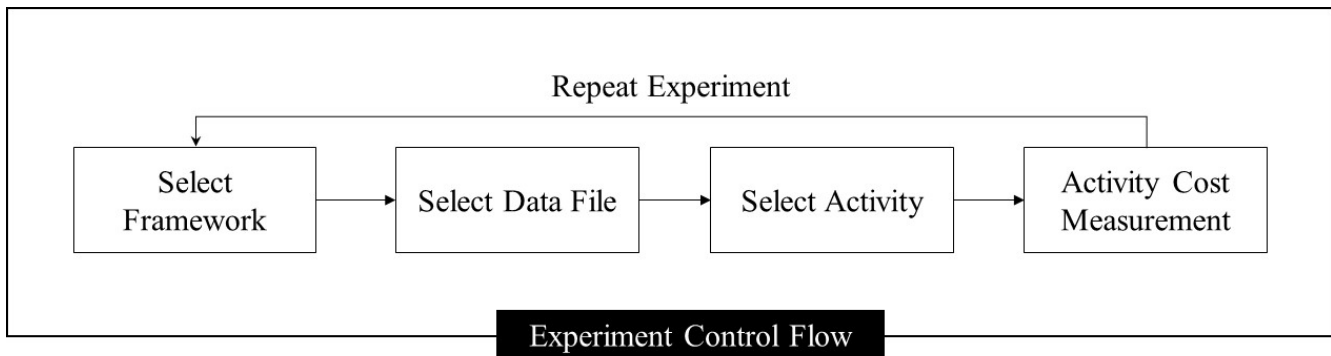 Repeat Experiment
Select
Framework
Select Data File
Select Activity
Activity Cost
Measurement
Experiment Control Flow